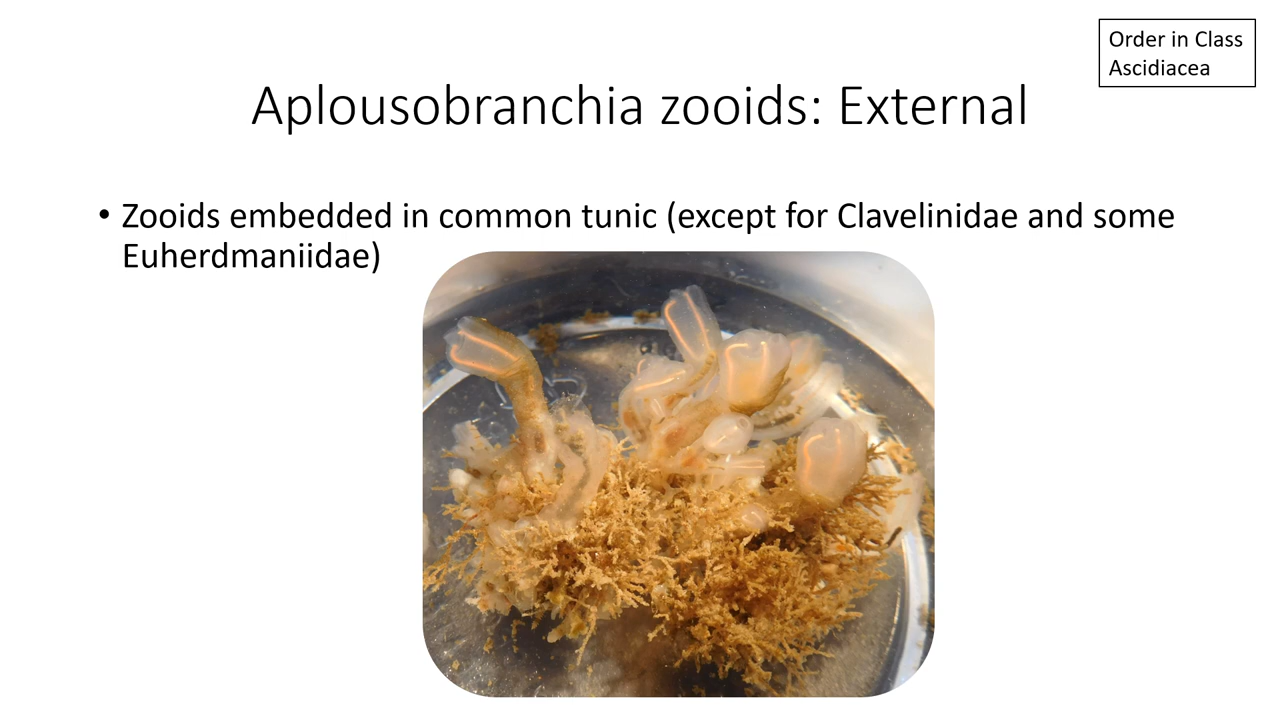 Order in Class
Ascidiacea
Aplousobranchia zooids: External
• Zooids embedded in common tunic (except for Clavelinidae and some
Euherdmaniidae)